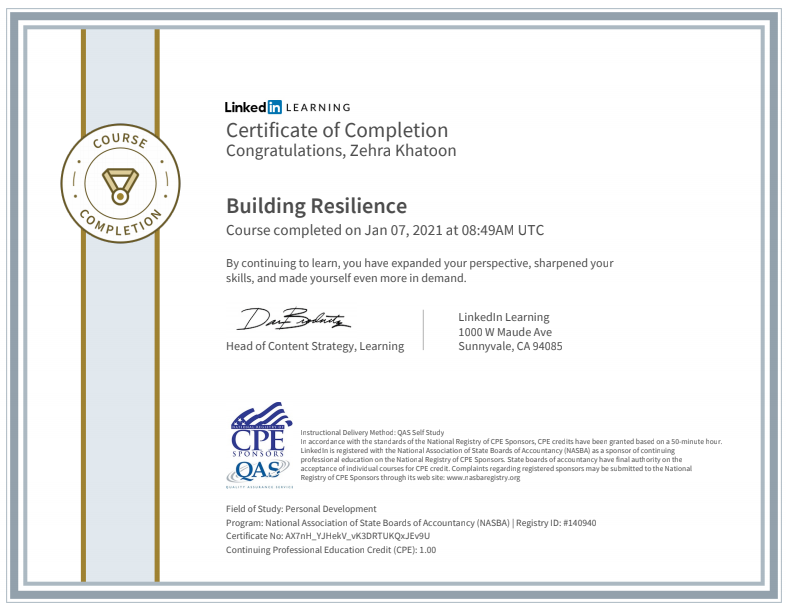 COURSE
COMPLETION
Linked in LEARNING
Certificate of Completion
Congratulations, Zehra Khatoon
Building Resilience
Course completed on Jan 07, 2021 at 08:49AM UTC
By continuing to learn, you have expanded your perspective, sharpened your
skills, and made yourself even more in demand.
Head of Content Strategy, Learning
LinkedIn Learning
1000 W Maude Ave
Sunnyvale, CA 94085
NATIONAL REGISTRY OF
CPE
SPONSORS
QAS
QUALITY ASSURANCE SERVICE
Instructional Delivery Method: QAS Self Study
In accordance with the standards of the National Registry of CPE Sponsors, CPE credits have been granted based on a 50-minute hour.
LinkedIn is registered with the National Association of State Boards of Accountancy (NASBA) as a sponsor of continuing
professional education on the National Registry of CPE Sponsors. State boards of accountancy have final authority on the
acceptance of individual courses for CPE credit. Complaints regarding registered sponsors may be submitted to the National
Registry of CPE Sponsors through its web site: www.nasbaregistry.org
Field of Study: Personal Development
Program: National Association of State Boards of Accountancy (NASBA) | Registry ID: #140940
Certificate No: AX7nH_YJHekV_vK3DRTUKQxJEv9U
Continuing Professional Education Credit (CPE): 1.00